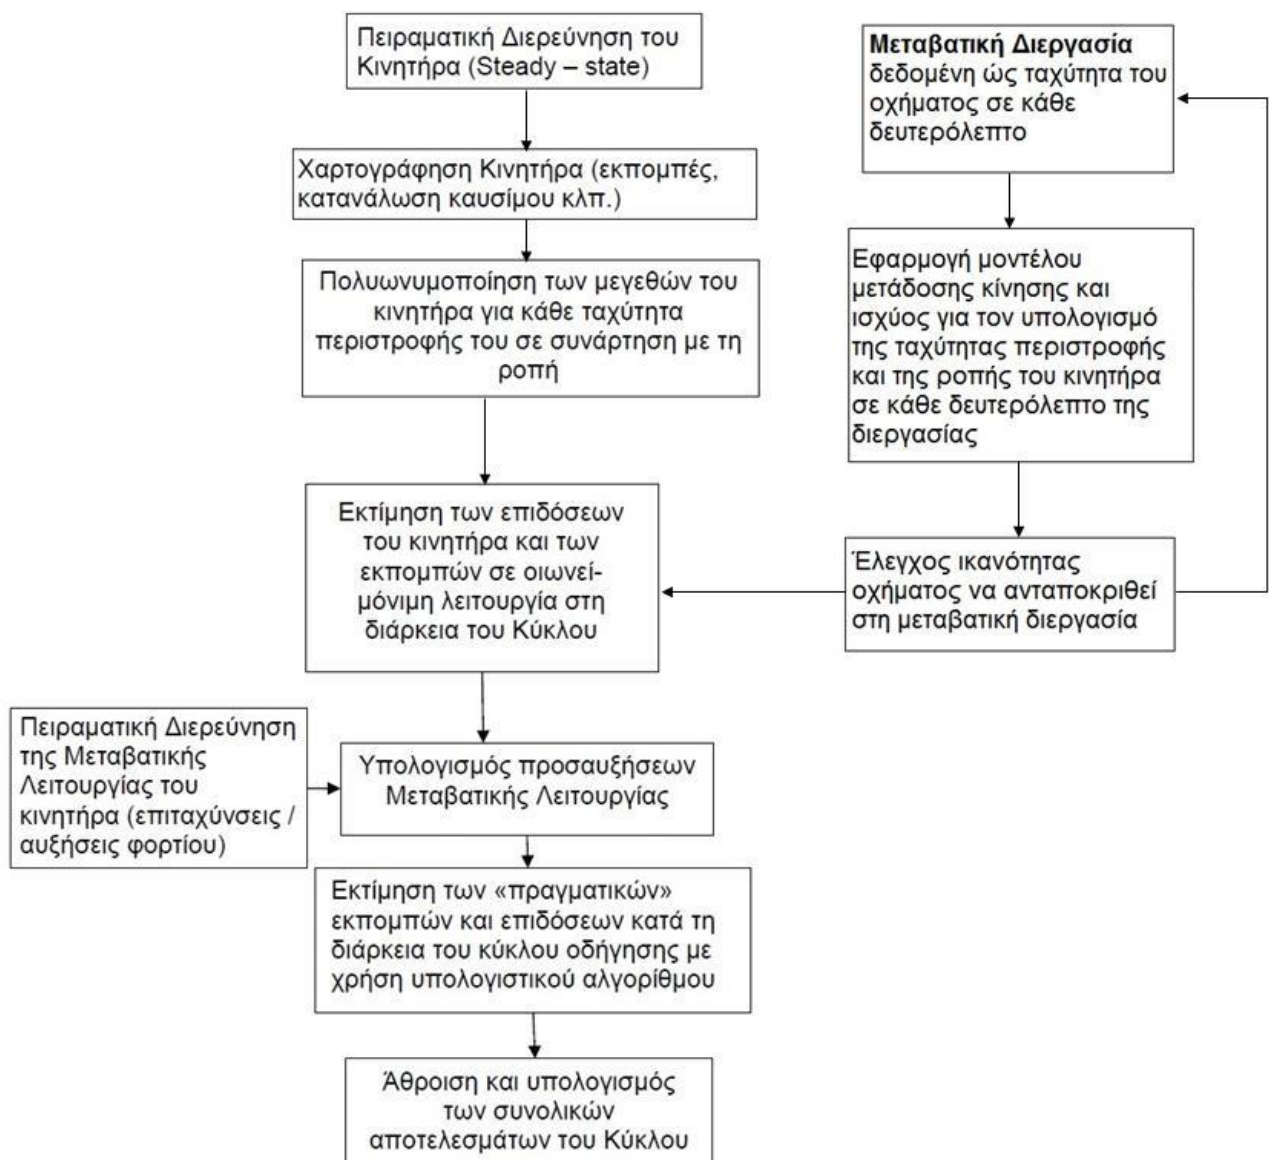 Πειραματική Διερεύνηση του
Κινητήρα (Steady – state)
Χαρτογράφηση Κινητήρα (εκπομπές,
κατανάλωση καυσίμου κλπ.)
Πολυωνυμοποίηση των μεγεθών του
κινητήρα για κάθε ταχύτητα
περιστροφής του σε συνάρτηση με τη
ροπή
Μεταβατική Διεργασία
δεδομένη ώς ταχύτητα του
οχήματος σε κάθε
δευτερόλεπτο
Εφαρμογή μοντέλου
μετάδοσης κίνησης και
ισχύος για τον υπολογισμό
της ταχύτητας περιστροφής
και της ροπής του κινητήρα
σε κάθε δευτερόλεπτο της
διεργασίας
Έλεγχος ικανότητας
οχήματος να ανταποκριθεί
στη μεταβατική διεργασία
Εκτίμηση των επιδόσεων
του κινητήρα και των
εκπομπών σε οιωνεί-
μόνιμη λειτουργία στη
διάρκεια του Κύκλου
Πειραματική Διερεύνηση
της Μεταβατικής
Λειτουργίας του
κινητήρα (επιταχύνσεις /
αυξήσεις φορτίου)
Υπολογισμός προσαυξήσεων
Μεταβατικής Λειτουργίας
Εκτίμηση των «πραγματικών»
εκπομπών και επιδόσεων κατά τη
διάρκεια του κύκλου οδήγησης με
χρήση υπολογιστικού αλγορίθμου
Άθροιση και υπολογισμός
των συνολικών
αποτελεσμάτων του Κύκλου